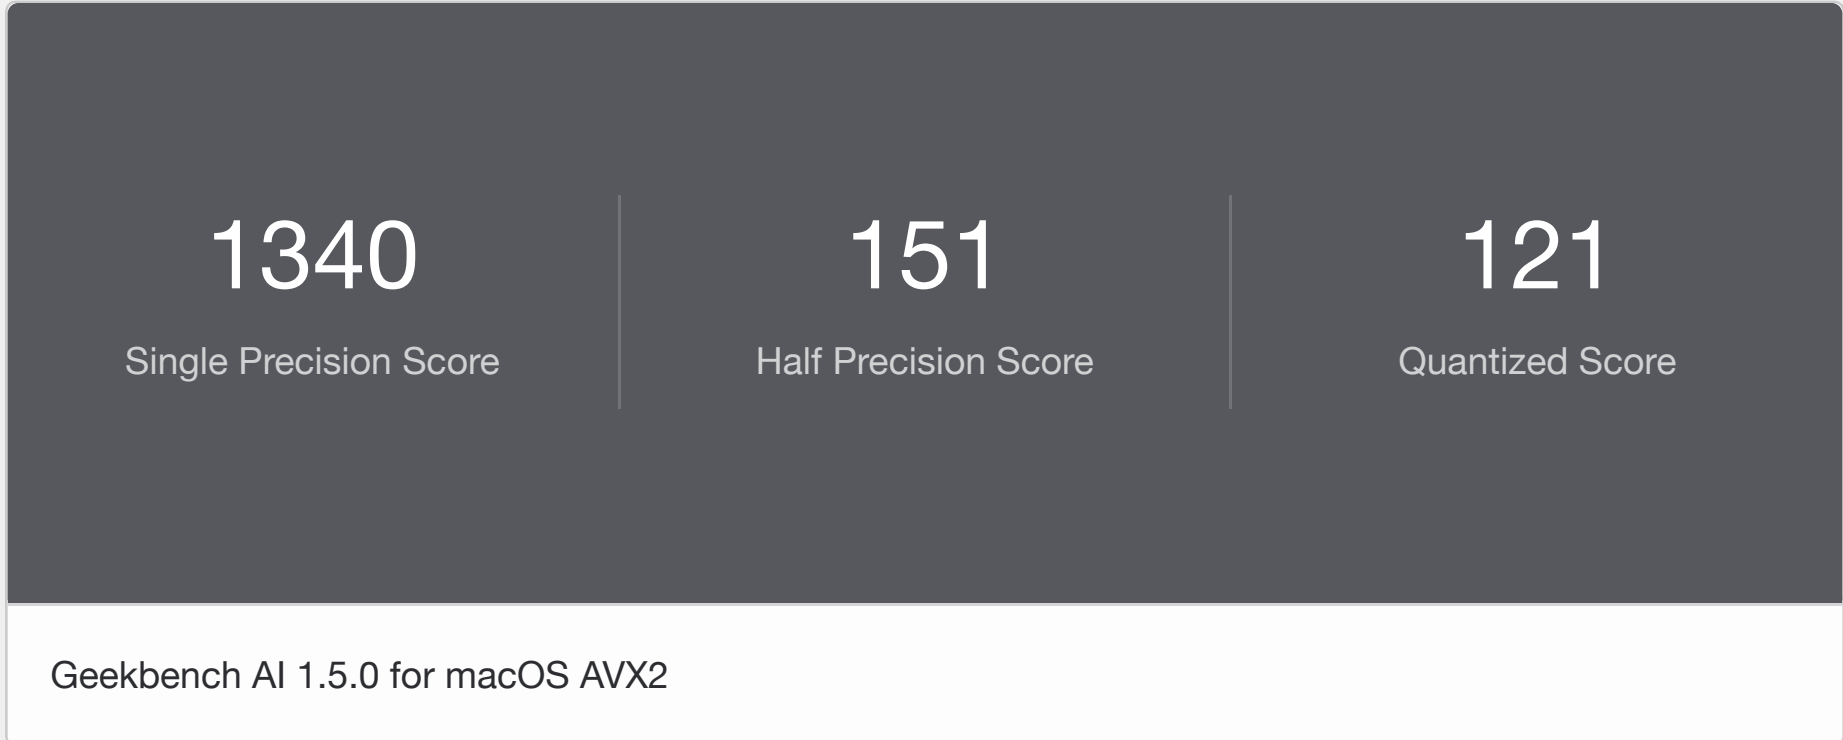 1340
Single Precision Score
151
Half Precision Score
121
Quantized Score
Geekbench AI 1.5.0 for macOS AVX2